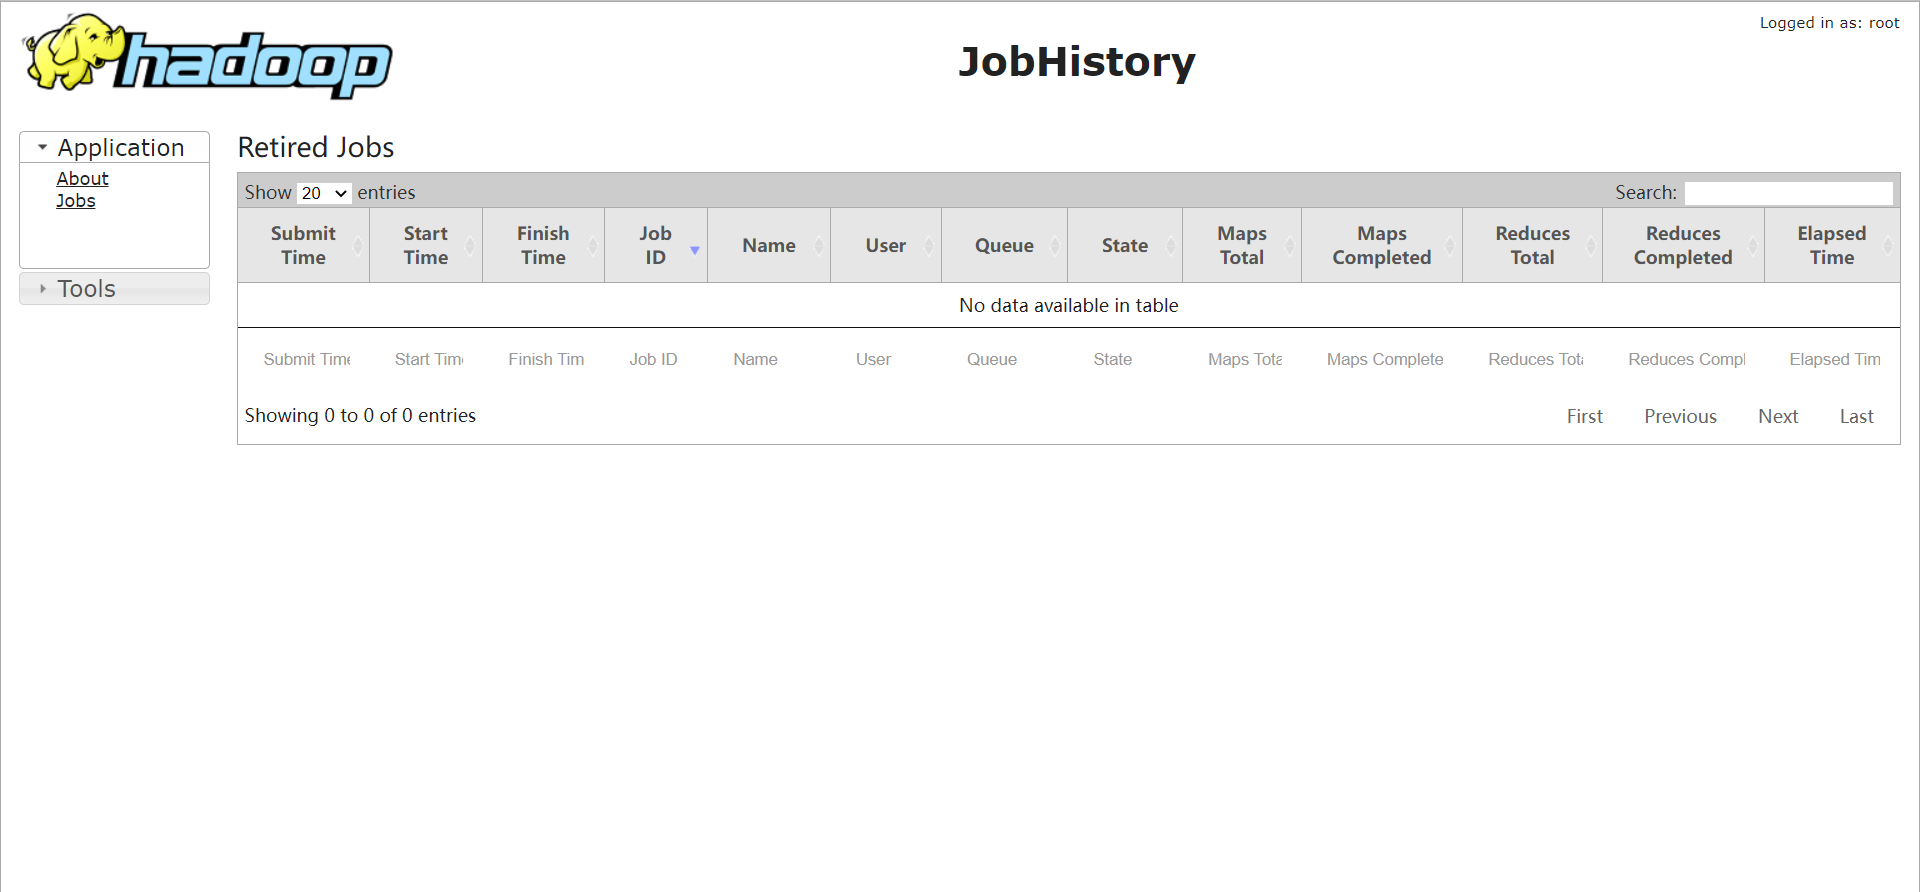 hadoop
Logged in as: root
JobHistory
Application
About
Jobs
Tools
Retired Jobs
Show 20 entries
Search:
Submit Time
Start Time
Finish Time
Job ID
Name
User
Queue
State
Maps Total
Maps Completed
Reduces Total
Reduces Completed
Elapsed Time
No data available in table
Submit Time Start Tim Finish Tim Job ID Name User Queue State Maps Tota Maps Complete Reduces Tota Reduces Compl Elapsed Tim
Showing 0 to 0 of 0 entries
First Previous Next Last